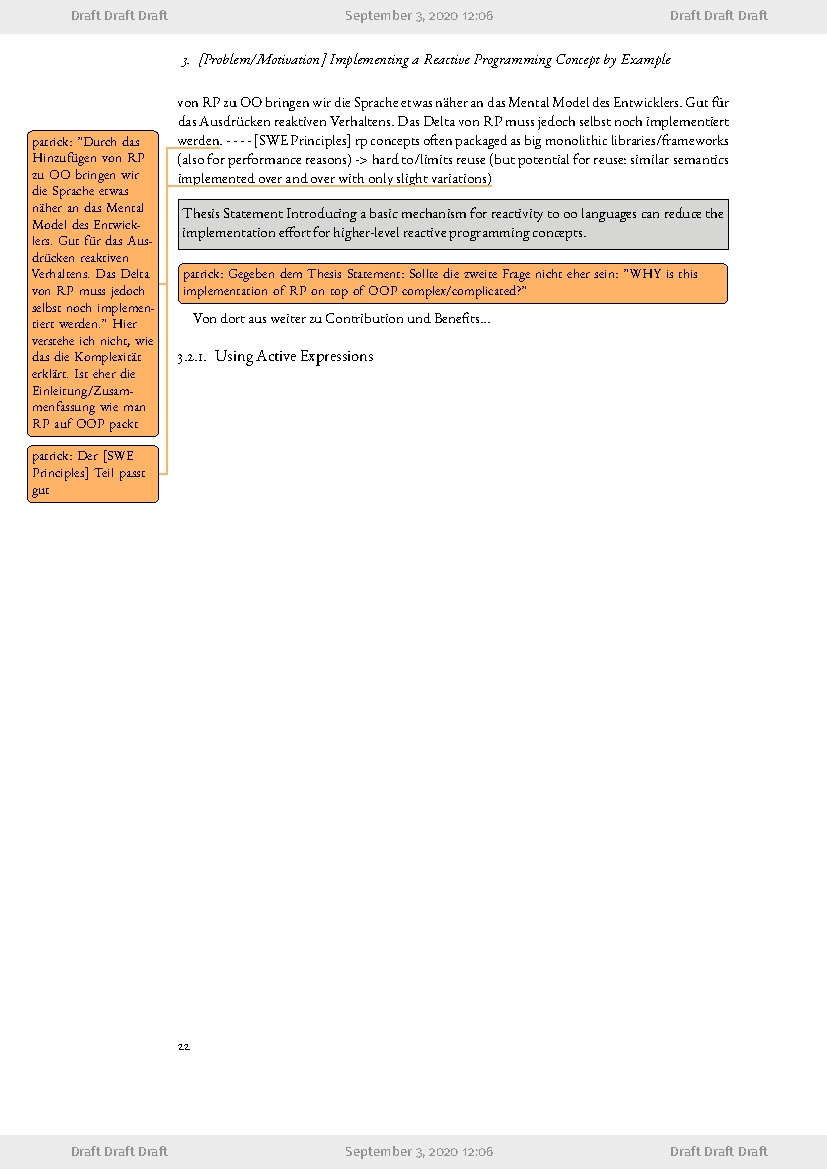 Draft Draft Draft September 3, 2020 12:06 Draft Draft Draft
3. [Problem/Motivation] Implementing a Reactive Programming Concept by Example
von RP zu OO bringen wir die Sprache etwas näher an das Mental Model des Entwicklers. Gut für
das Ausdrücken reaktiven Verhaltens. Das Delta von RP muss jedoch selbst noch implementiert
werden. - - - - [SWE Principles] rp concepts often packaged as big monolithic libraries/frameworks
(also for performance reasons) -> hard to/limits reuse (but potential for reuse: similar semantics
implemented over and over with only slight variations)
patrick: "Durch das
Hinzufügen von RP
zu OO bringen wir
die Sprache etwas
näher an das Mental
Model des Entwick-
lers. Gut für das Aus-
drücken reaktiven
Verhaltens. Das Delta
von RP muss jedoch
selbst noch implemen-
tiert werden." Hier
verstehe ich nicht, wie
das die Komplexität
erklärt. Ist eher die
Einleitung/Zusam-
menfassung wie man
RP auf OOP packt
patrick: Der [SWE
Principles] Teil passt
gut
Thesis Statement Introducing a basic mechanism for reactivity to oo languages can reduce the
implementation effort for higher-level reactive programming concepts.
patrick: Gegeben dem Thesis Statement: Sollte die zweite Frage nicht eher sein: "WHY is this
implementation of RP on top of OOP complex/complicated?"
Von dort aus weiter zu Contribution und Benefits...
3.2.1. Using Active Expressions
22
Draft Draft Draft September 3, 2020 12:06 Draft Draft Draft